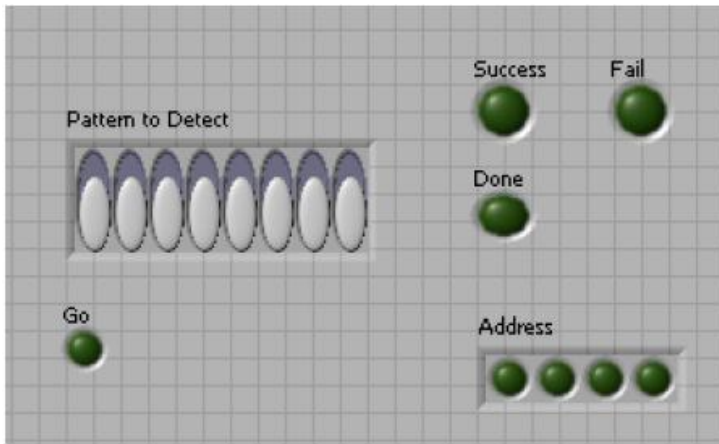 Success
Fail
Pattern to Detect
Done
Go
Address